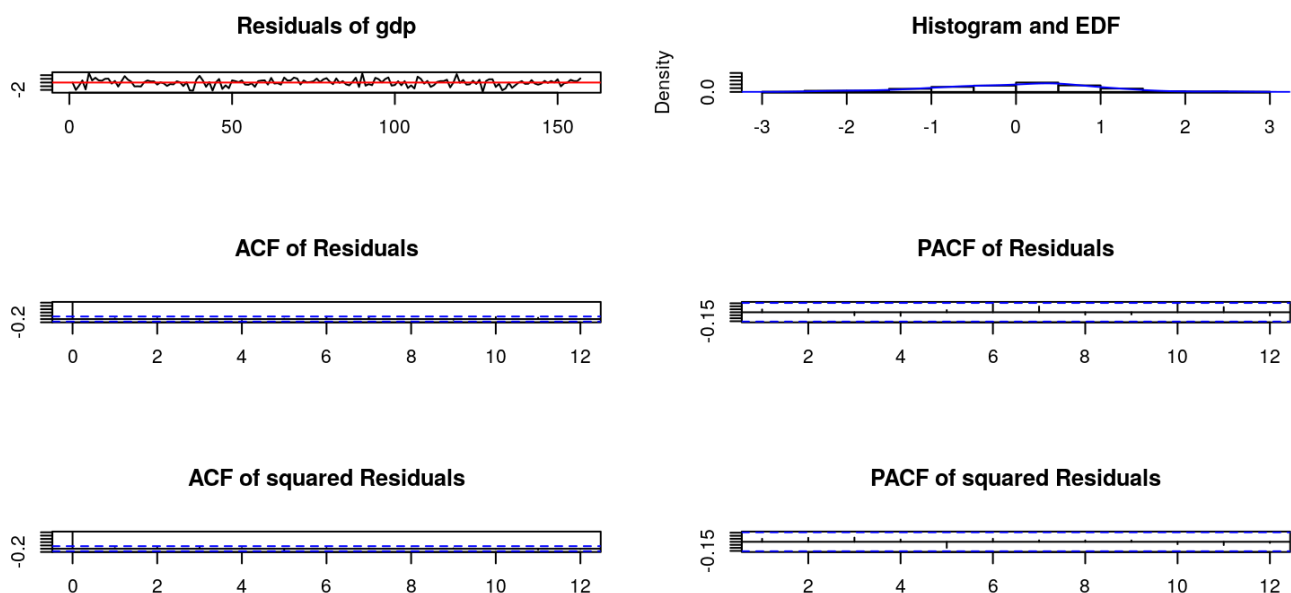 Residuals of gdp
-2
0 50 100 150
Histogram and EDF
Density
0.0
-3 -2 -1 0 1 2 3
ACF of Residuals
-0.2
0 2 4 6 8 10 12
PACF of Residuals
-0.15
2 4 6 8 10 12
ACF of squared Residuals
-0.2
0 2 4 6 8 10 12
PACF of squared Residuals
-0.15
2 4 6 8 10 12